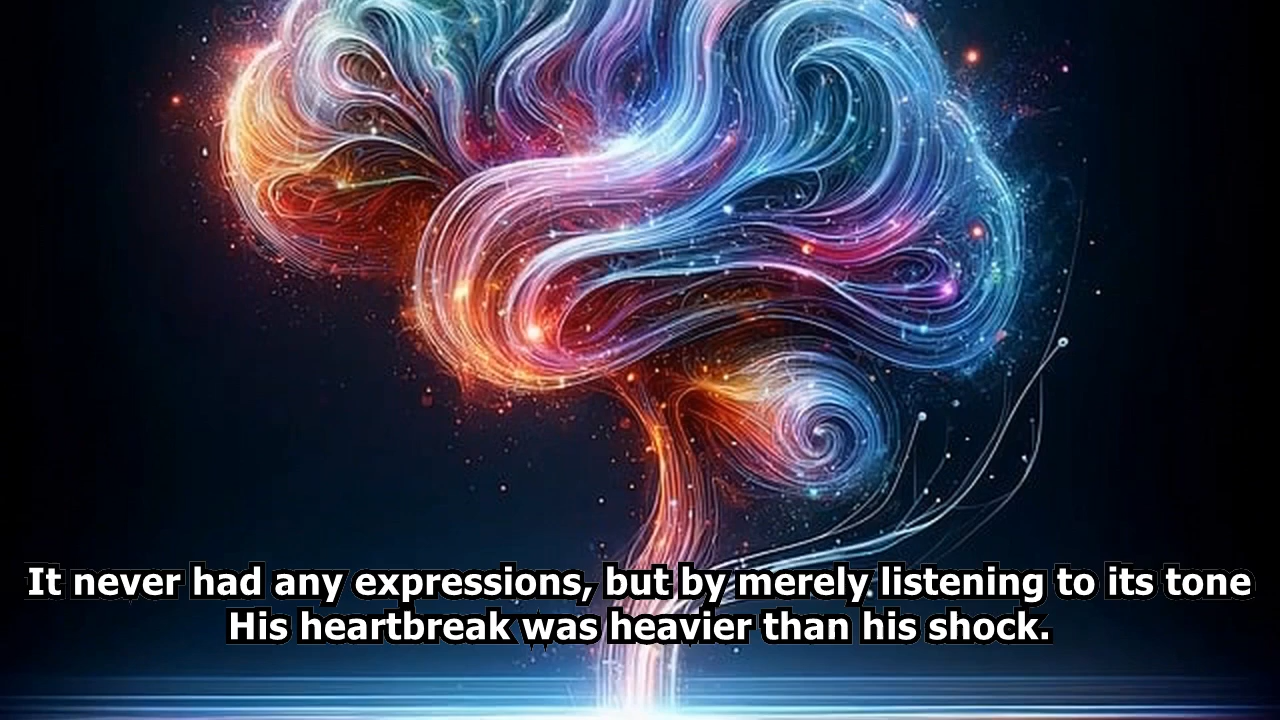 It never had any expressions, but by merely listening to its tone
His heartbreak was heavier than his shock.